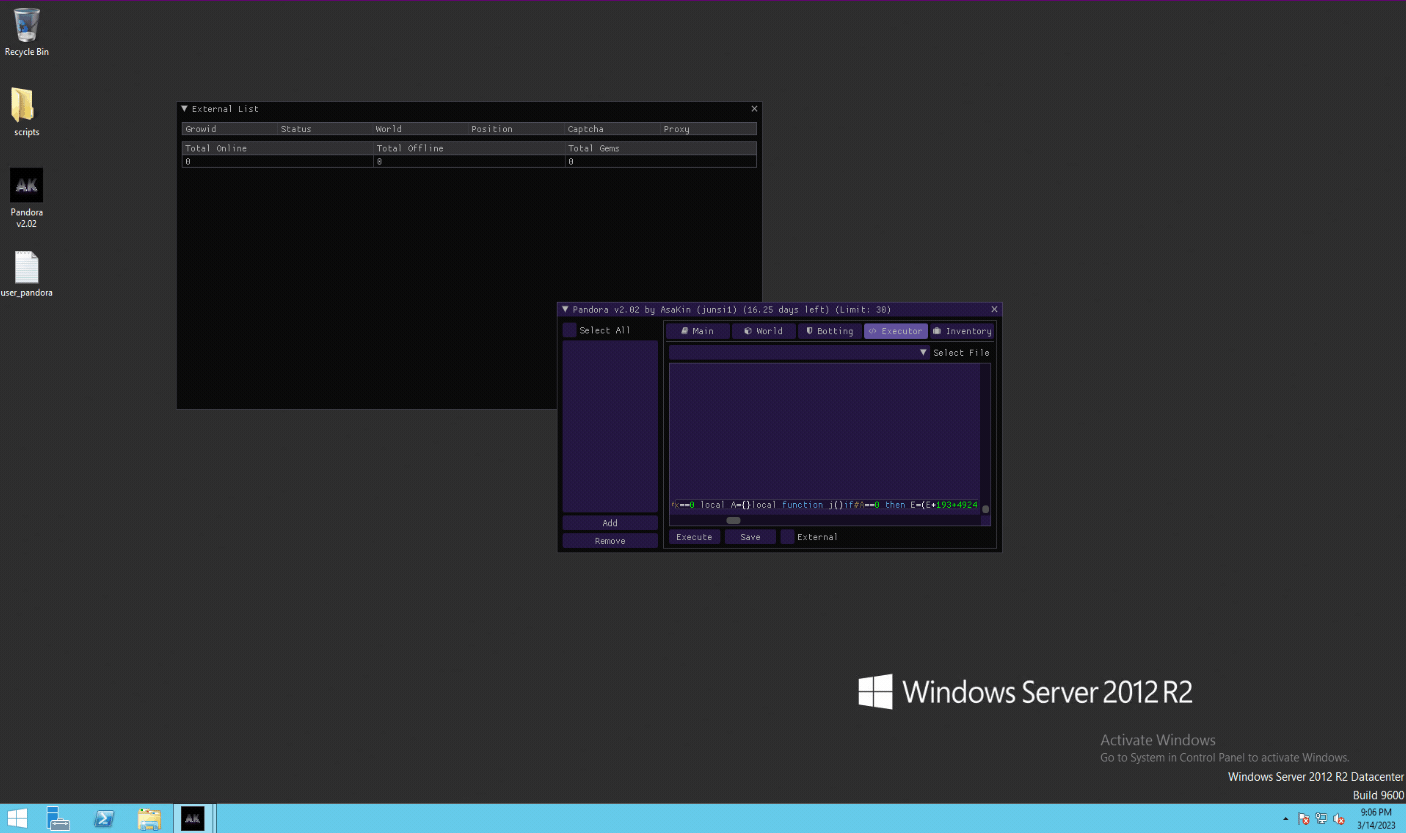 Recycle Bin
scripts
AK
Pandora
v2.02
user_pandora
External List
Growid Status World Position Captcha Proxy
Total Online Total Offline Total Gems
0 0 0
Pandora v2.02 by AsaKin (junsi1) (16.25 days left) (Limit: 30)
Select All
Main World Botting Executor Inventory
Select File
==0 local A={}local function j()if#A==0 then E=(E*193+4924
Add
Remove
Execute Save External
Windows Server 2012 R2
Activate Windows
Go to System in Control Panel to activate Windows.
Windows Server 2012 R2 Datacenter
Build 9600
AK
9:06 PM
3/14/2023